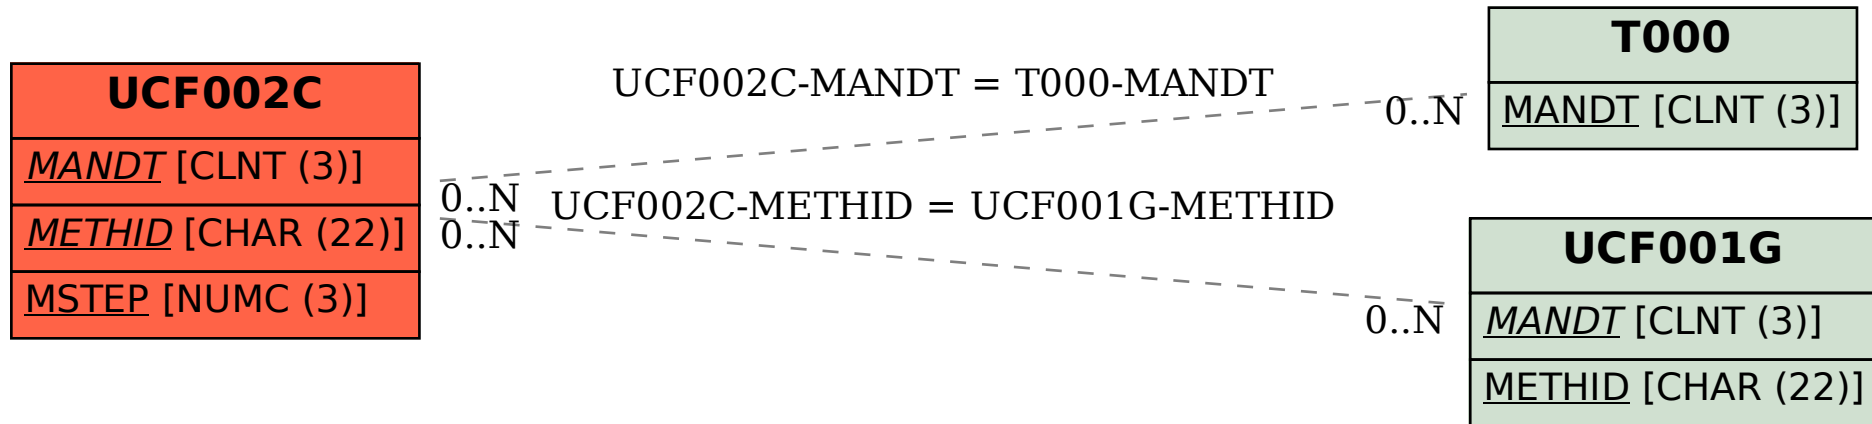 UCF002C
MANDT [CLNT (3)]
METHID [CHAR (22)]
MSTEP [NUMC (3)]
UCF002C-MANDT = T000-MANDT
0..N
0..N
UCF002C-METHID = UCF001G-METHID
0..N
0..N
T000
MANDT [CLNT (3)]
UCF001G
MANDT [CLNT (3)]
METHID [CHAR (22)]